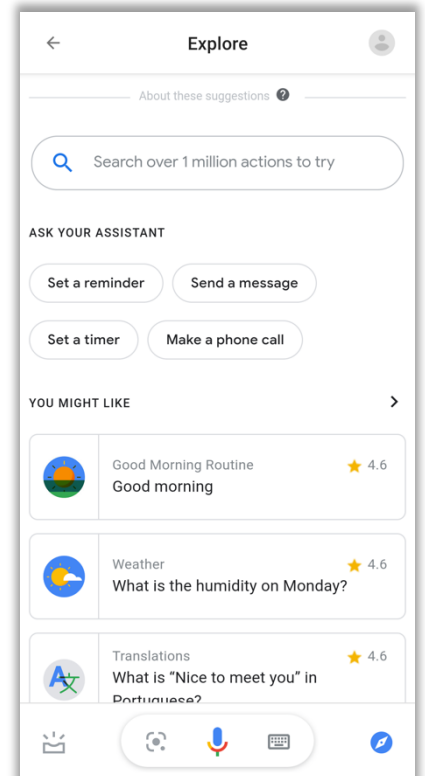 Explore
About these suggestions ?
Search over 1 million actions to try
ASK YOUR ASSISTANT
Set a reminder
Send a message
Set a timer
Make a phone call
YOU MIGHT LIKE
Good Morning Routine
4.6
Good morning
Weather
4.6
What is the humidity on Monday?
Translations
4.6
What is “Nice to meet you” in
Portuguese?